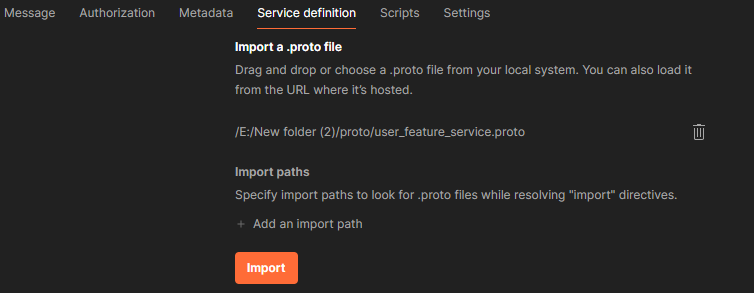 Message Authorization Metadata Service definition Scripts Settings
Import a .proto file
Drag and drop or choose a .proto file from your local system. You can also load it
from the URL where it's hosted.
/E:/New folder (2)/proto/user_feature_service.proto
Import paths
Specify import paths to look for .proto files while resolving "import" directives.
+ Add an import path
Import